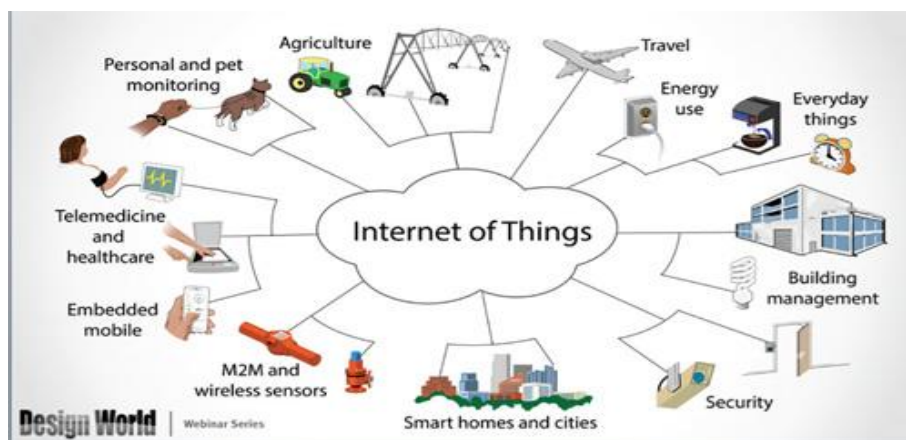 Agriculture
Travel
Personal and pet
monitoring
Energy
use
Everyday
things
Internet of Things
Telemedicine
and
healthcare
Building
management
Embedded
mobile
M2M and
wireless sensors
Smart homes and cities
Security
Design World
Webinar Series